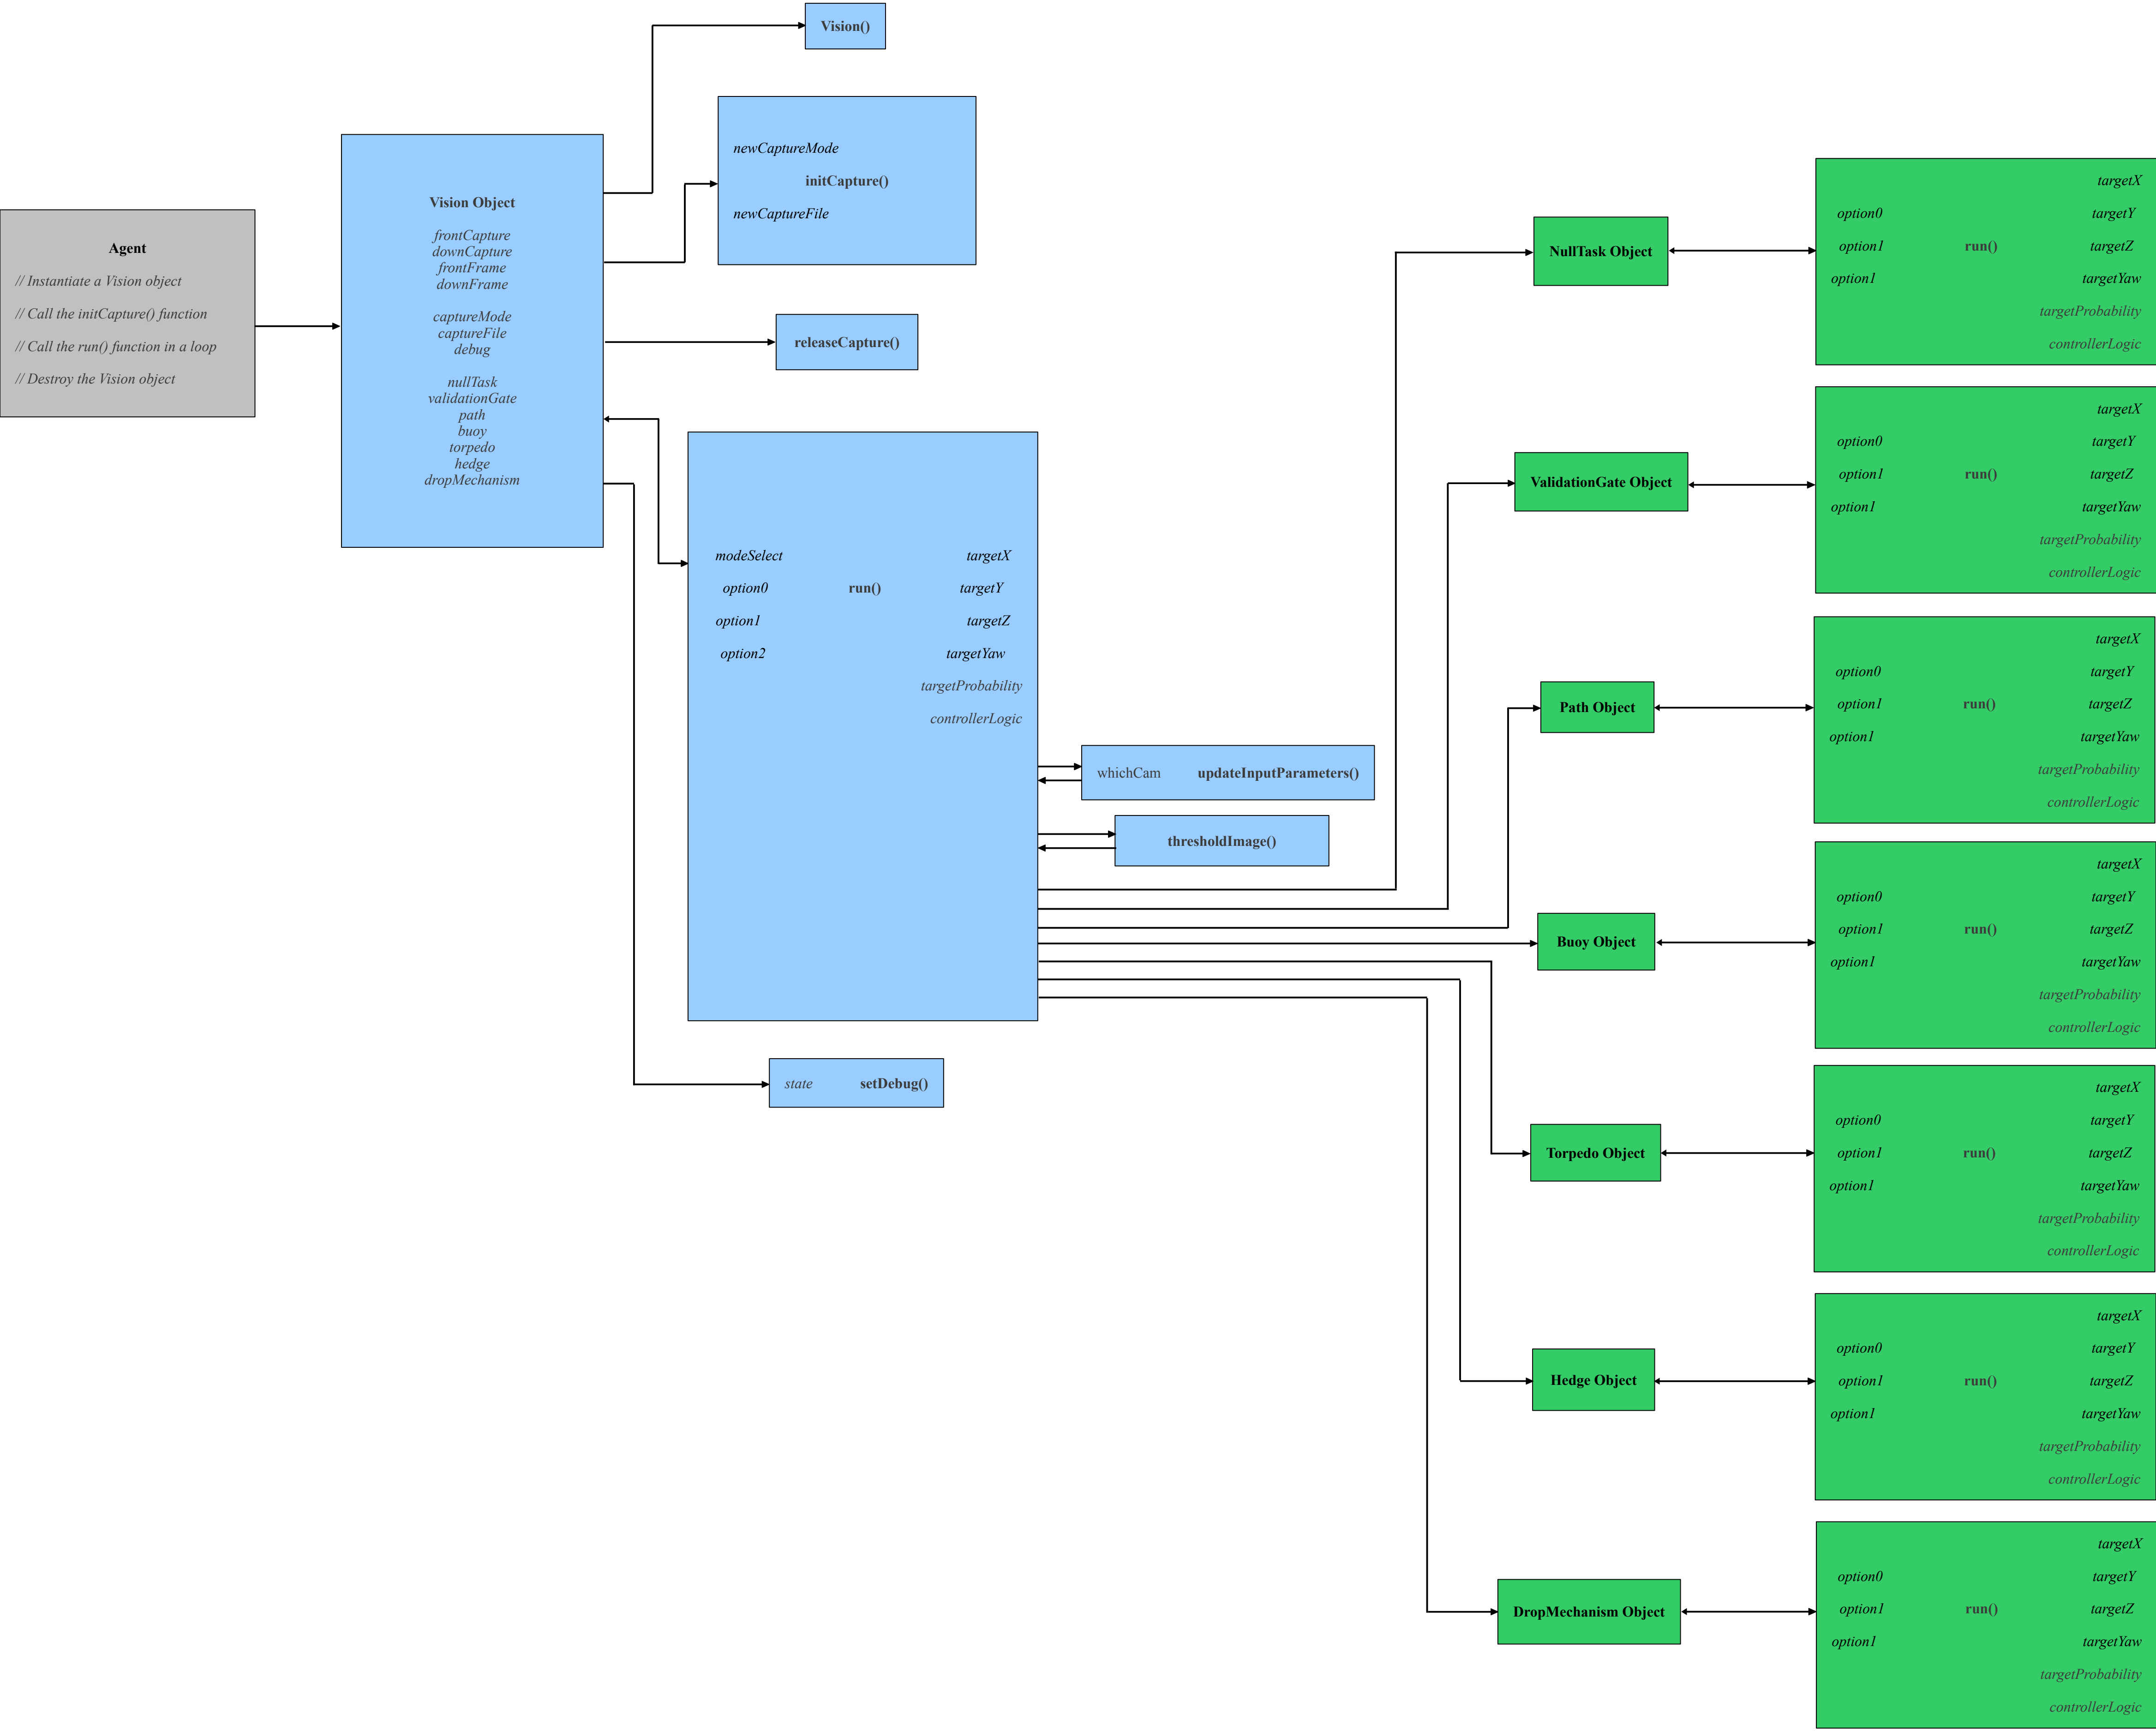 Vision()
newCaptureMode
initCapture()
newCaptureFile
Agent
// Instantiate a Vision object
// Call the initCapture() function
// Call the run() function in a loop
// Destroy the Vision object
Vision Object
frontCapture
downCapture
frontFrame
downFrame
captureMode
captureFile
debug
nullTask
validationGate
path
buoy
torpedo
hedge
dropMechanism
releaseCapture()
modeSelect targetX
option0 run() targetY
option1 targetZ
option2 targetYaw
targetProbability
controllerLogic
whichCam updateInputParameters()
thresholdImage()
state setDebug()
NullTask Object
targetX
option0 targetY
option1 run() targetZ
option1 targetYaw
targetProbability
controllerLogic
ValidationGate Object
targetX
option0 targetY
option1 run() targetZ
option1 targetYaw
targetProbability
controllerLogic
Path Object
targetX
option0 targetY
option1 run() targetZ
option1 targetYaw
targetProbability
controllerLogic
Buoy Object
targetX
option0 targetY
option1 run() targetZ
option1 targetYaw
targetProbability
controllerLogic
Torpedo Object
targetX
option0 targetY
option1 run() targetZ
option1 targetYaw
targetProbability
controllerLogic
Hedge Object
targetX
option0 targetY
option1 run() targetZ
option1 targetYaw
targetProbability
controllerLogic
DropMechanism Object
targetX
option0 targetY
option1 run() targetZ
option1 targetYaw
targetProbability
controllerLogic